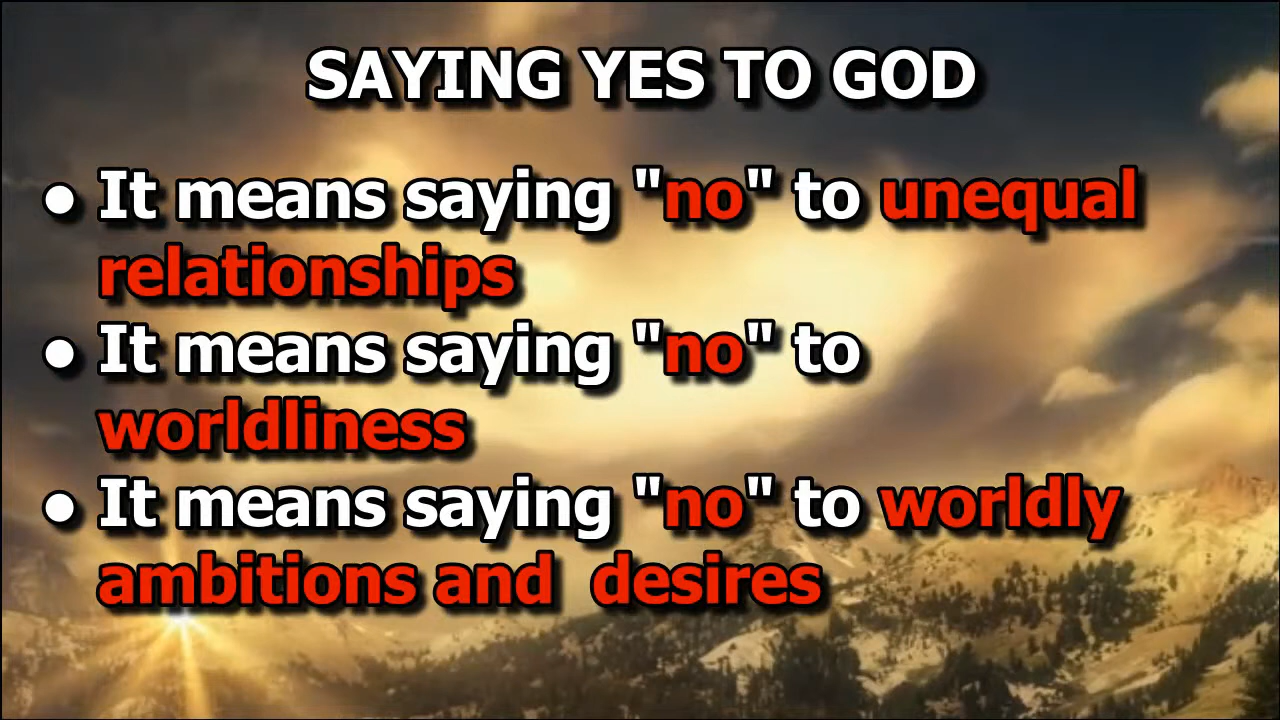 SAYING YES TO GOD
● It means saying "no" to unequal
relationships
● It means saying "no" to
worldliness
● It means saying "no" to worldly
ambitions and  desires